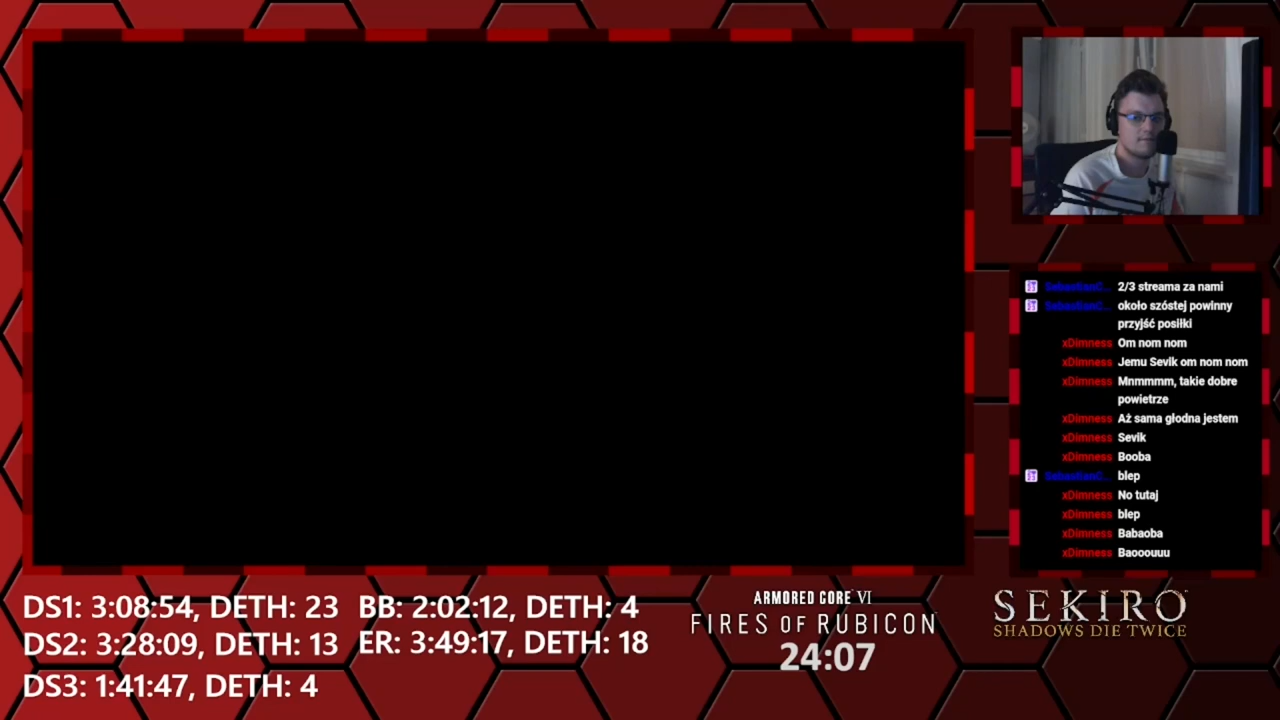 2/3 streama za nami
około szóstej powinny
przyjść posiłki
xDimness Om nom nom
xDimness Jemu Sevik om nom nom
xDimness Mnmmmm, takie dobre
powietrze
xDimness Aż sama głodna jestem
xDimness Sevik
xDimness Booba
blep
xDimness No tutaj
xDimness blep
xDimness Babaoba
xDimness Baooouuu
DS1: 3:08:54, DETH: 23 BB: 2:02:12, DETH: 4
DS2: 3:28:09, DETH: 13 ER: 3:49:17, DETH: 18
DS3: 1:41:47, DETH: 4
ARMORED CORE VI
FIRES OF RUBICON
24:07
SEKIRO
SHADOWS DIE TWICE